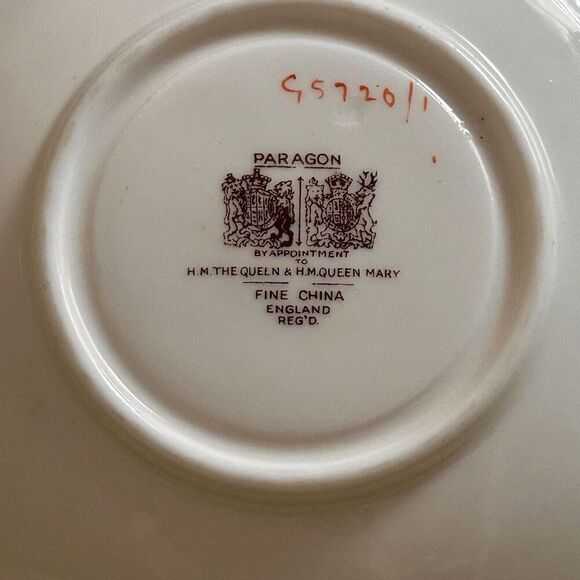 G5720/1
PARAGON
BY APPOINTMENT
TO
H.M. THE QUEEN & H.M. QUEEN MARY
FINE CHINA
ENGLAND
REG'D.